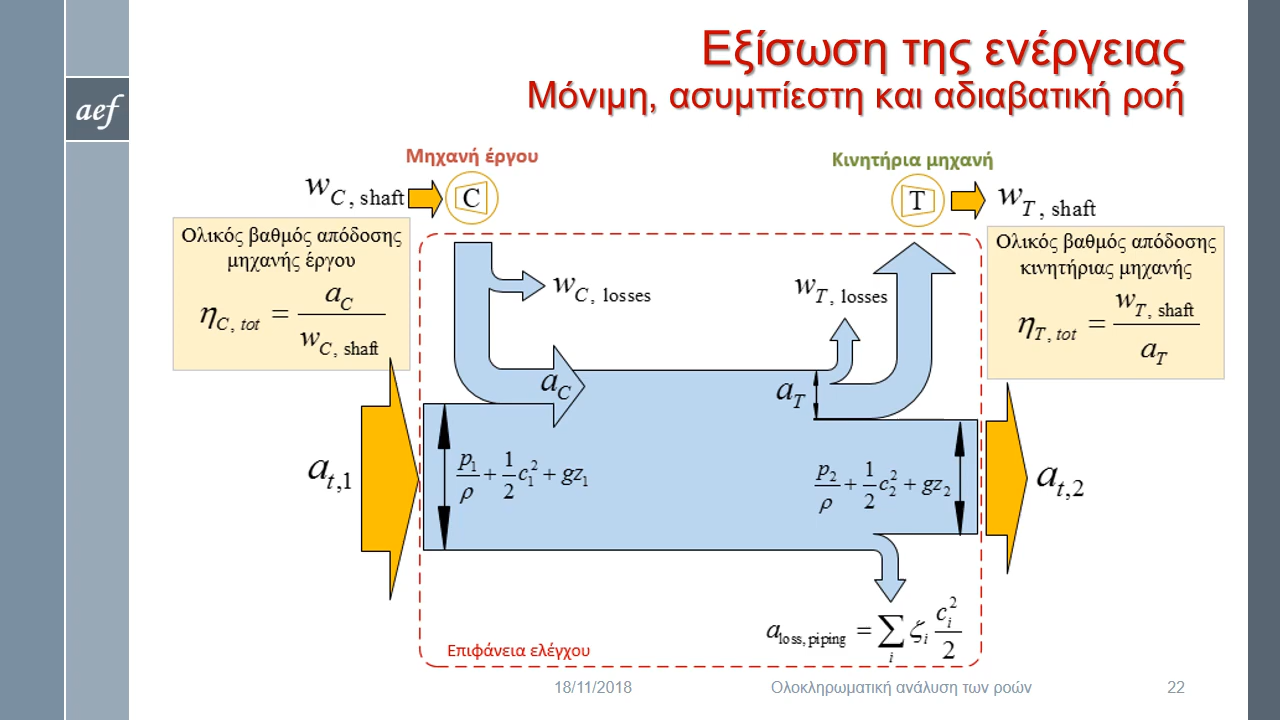 Εξίσωση της ενέργειας
Μόνιμη, ασυμπίεστη και αδιαβατική ροή
aef
Μηχανή έργου
Κινητήρια μηχανή
w_{C, shaft}
C
T
w_{T, shaft}
Ολικός βαθμός απόδοσης
μηχανής έργου
η_{C, tot} = a_C / w_{C, shaft}
w_{C, losses}
w_{T, losses}
Ολικός βαθμός απόδοσης
κινητήριας μηχανής
η_{T, tot} = w_{T, shaft} / a_T
a_C
a_T
a_{t,1}
p_1/ρ + 1/2 c_1^2 + gz_1
p_2/ρ + 1/2 c_2^2 + gz_2
a_{t,2}
a_{loss, piping} = ∑_i ζ_i c_i^2/2
Επιφάνεια ελέγχου
18/11/2018
Ολοκληρωματική ανάλυση των ροών
22